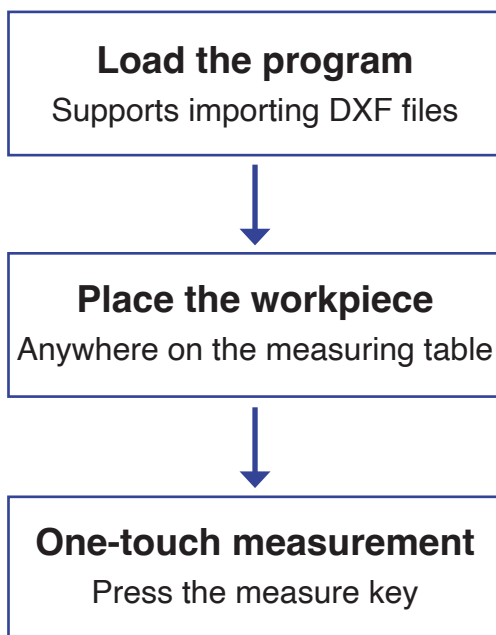 Load the program
Supports importing DXF files
Place the workpiece
Anywhere on the measuring table
One-touch measurement
Press the measure key